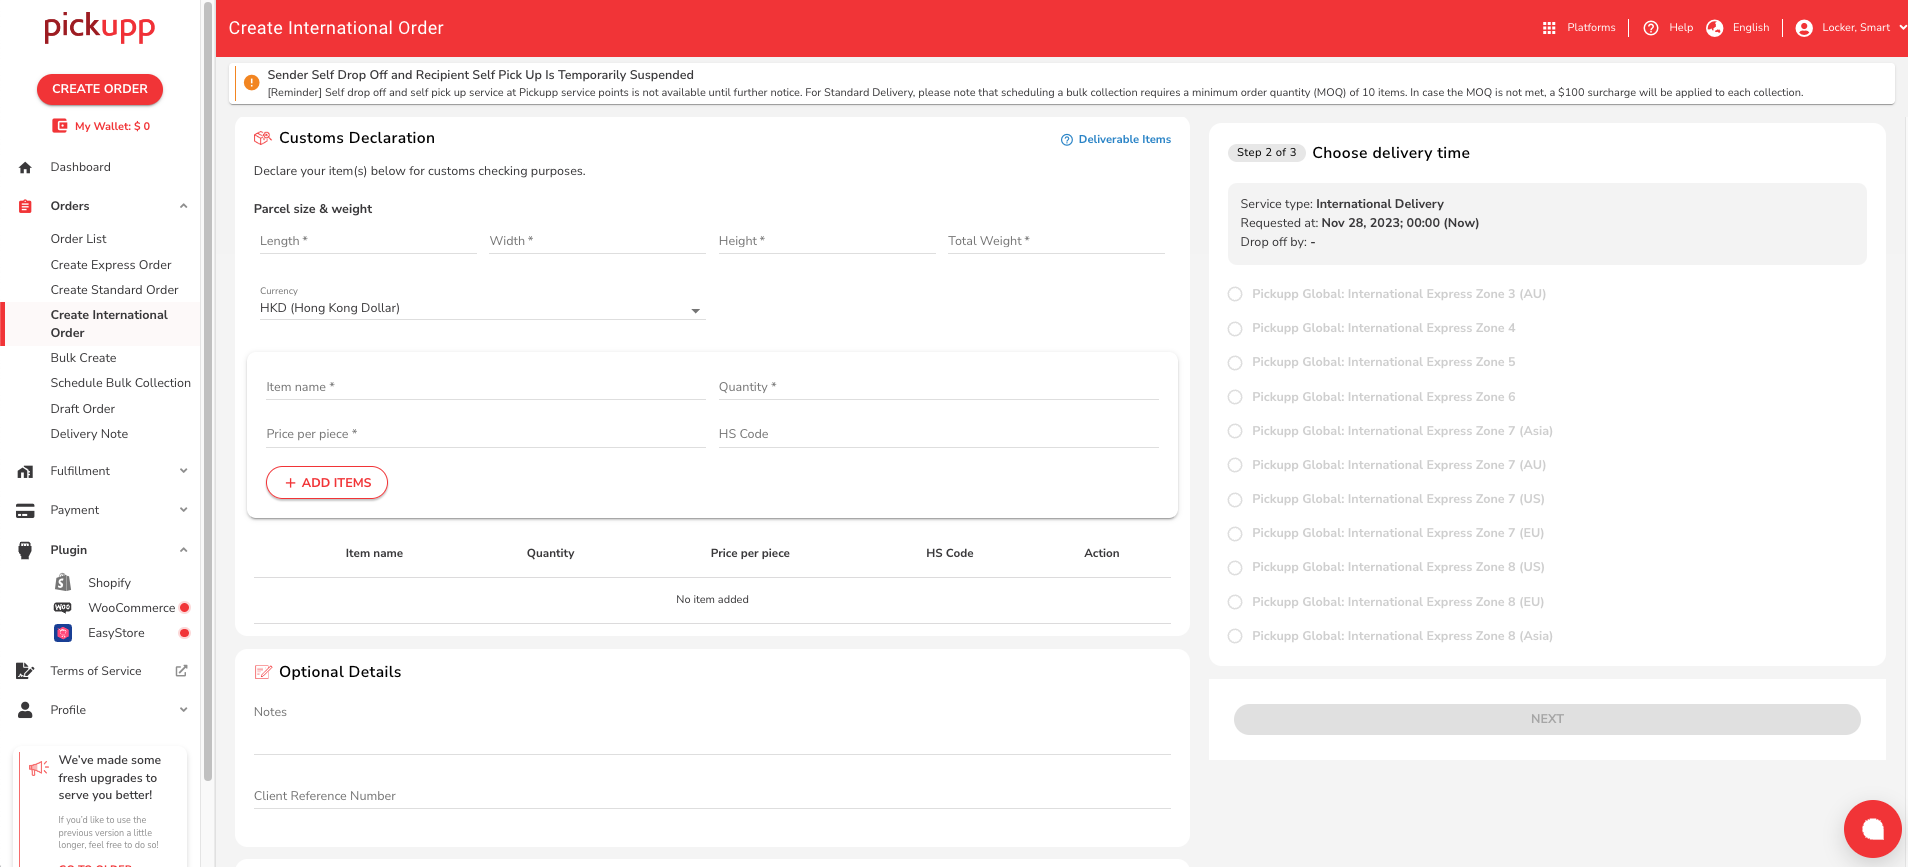 pickupp
CREATE ORDER
My Wallet: $ 0
Dashboard
Orders
Order List
Create Express Order
Create Standard Order
Create International
Order
Bulk Create
Schedule Bulk Collection
Draft Order
Delivery Note
Fulfillment
Payment
Plugin
Shopify
WooCommerce
EasyStore
Terms of Service
Profile
We've made some
fresh upgrades to
serve you better!
If you'd like to use the
previous version a little
longer, feel free to do so!
Create International Order
Platforms
Help
English
Locker, Smart
Sender Self Drop Off and Recipient Self Pick Up Is Temporarily Suspended
[Reminder] Self drop off and self pick up service at Pickupp service points is not available until further notice. For Standard Delivery, please note that scheduling a bulk collection requires a minimum order quantity (MOQ) of 10 items. In case the MOQ is not met, a $100 surcharge will be applied to each collection.
Customs Declaration
Deliverable Items
Declare your item(s) below for customs checking purposes.
Parcel size & weight
Length * Width * Height * Total Weight *
Currency
HKD (Hong Kong Dollar)
Item name * Quantity *
Price per piece * HS Code
+ ADD ITEMS
Item name Quantity Price per piece HS Code Action
No item added
Optional Details
Notes
Client Reference Number
Step 2 of 3 Choose delivery time
Service type: International Delivery
Requested at: Nov 28, 2023; 00:00 (Now)
Drop off by: -
Pickupp Global: International Express Zone 3 (AU)
Pickupp Global: International Express Zone 4
Pickupp Global: International Express Zone 5
Pickupp Global: International Express Zone 6
Pickupp Global: International Express Zone 7 (Asia)
Pickupp Global: International Express Zone 7 (AU)
Pickupp Global: International Express Zone 7 (US)
Pickupp Global: International Express Zone 7 (EU)
Pickupp Global: International Express Zone 8 (US)
Pickupp Global: International Express Zone 8 (EU)
Pickupp Global: International Express Zone 8 (Asia)
NEXT